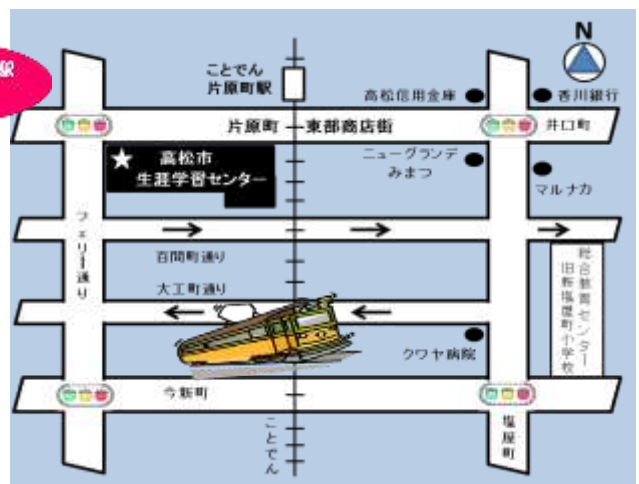 駅
N
ことでん
片原町駅
高松信用金庫
香川銀行
片原町
東部商店街
井口町
★ 高松市
生涯学習センター
ニューグランデ
みまつ
マルナカ
フェリー通り
百間町通り
大工町通り
総合教育センター
旧新塩屋町小学校
クワヤ病院
今新町
ことでん
塩屋町